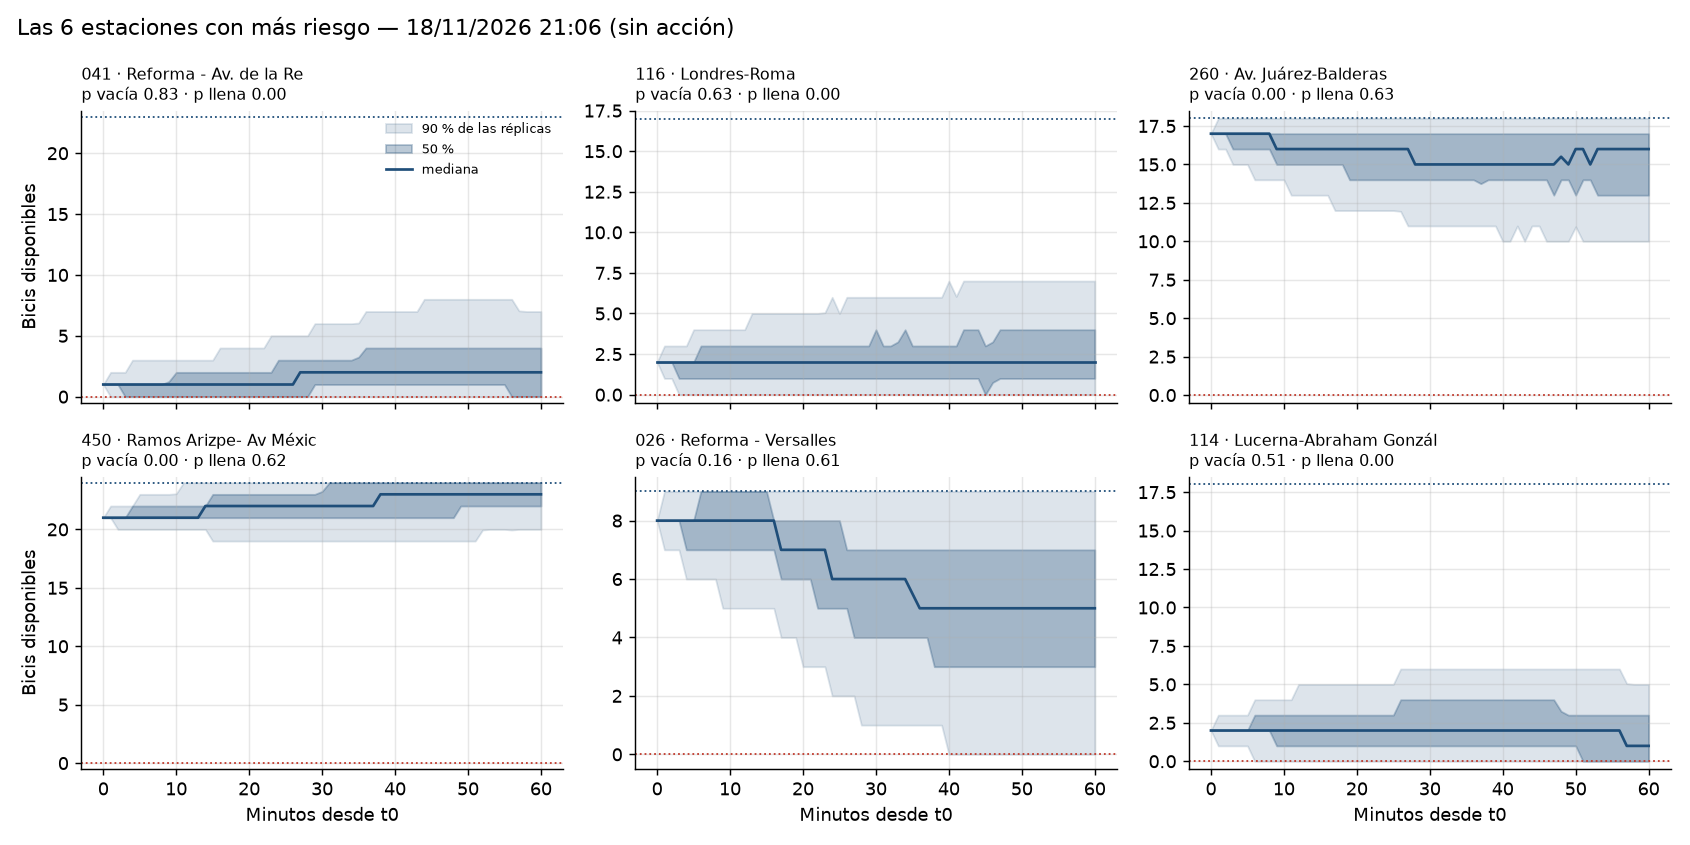 Las 6 estaciones con más riesgo — 18/11/2026 21:06 (sin acción)
041 · Reforma - Av. de la Re
p vacía 0.83 · p llena 0.00
90 % de las réplicas
50 %
mediana
Bicis disponibles
20
15
10
5
0
116 · Londres-Roma
p vacía 0.63 · p llena 0.00
17.5
15.0
12.5
10.0
7.5
5.0
2.5
0.0
260 · Av. Juárez-Balderas
p vacía 0.00 · p llena 0.63
17.5
15.0
12.5
10.0
7.5
5.0
2.5
0.0
450 · Ramos Arizpe- Av Méxic
p vacía 0.00 · p llena 0.62
Bicis disponibles
20
15
10
5
0
0 10 20 30 40 50 60
Minutos desde t0
026 · Reforma - Versalles
p vacía 0.16 · p llena 0.61
8
6
4
2
0
0 10 20 30 40 50 60
Minutos desde t0
114 · Lucerna-Abraham Gonzál
p vacía 0.51 · p llena 0.00
17.5
15.0
12.5
10.0
7.5
5.0
2.5
0.0
0 10 20 30 40 50 60
Minutos desde t0